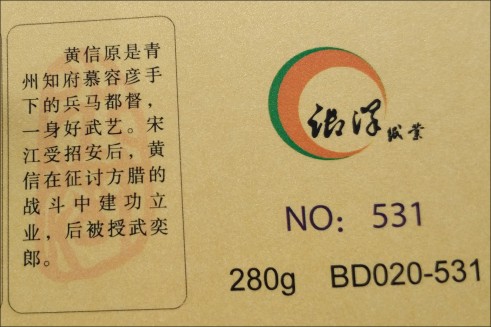 黄信原是青
州知府慕容彦手
下的兵马都督，
一身好武艺。宋
江受招安后，黄
信在征讨方腊的
战斗中建功立
业，后被授武奕
郎。
NO: 531
280g BD020-531